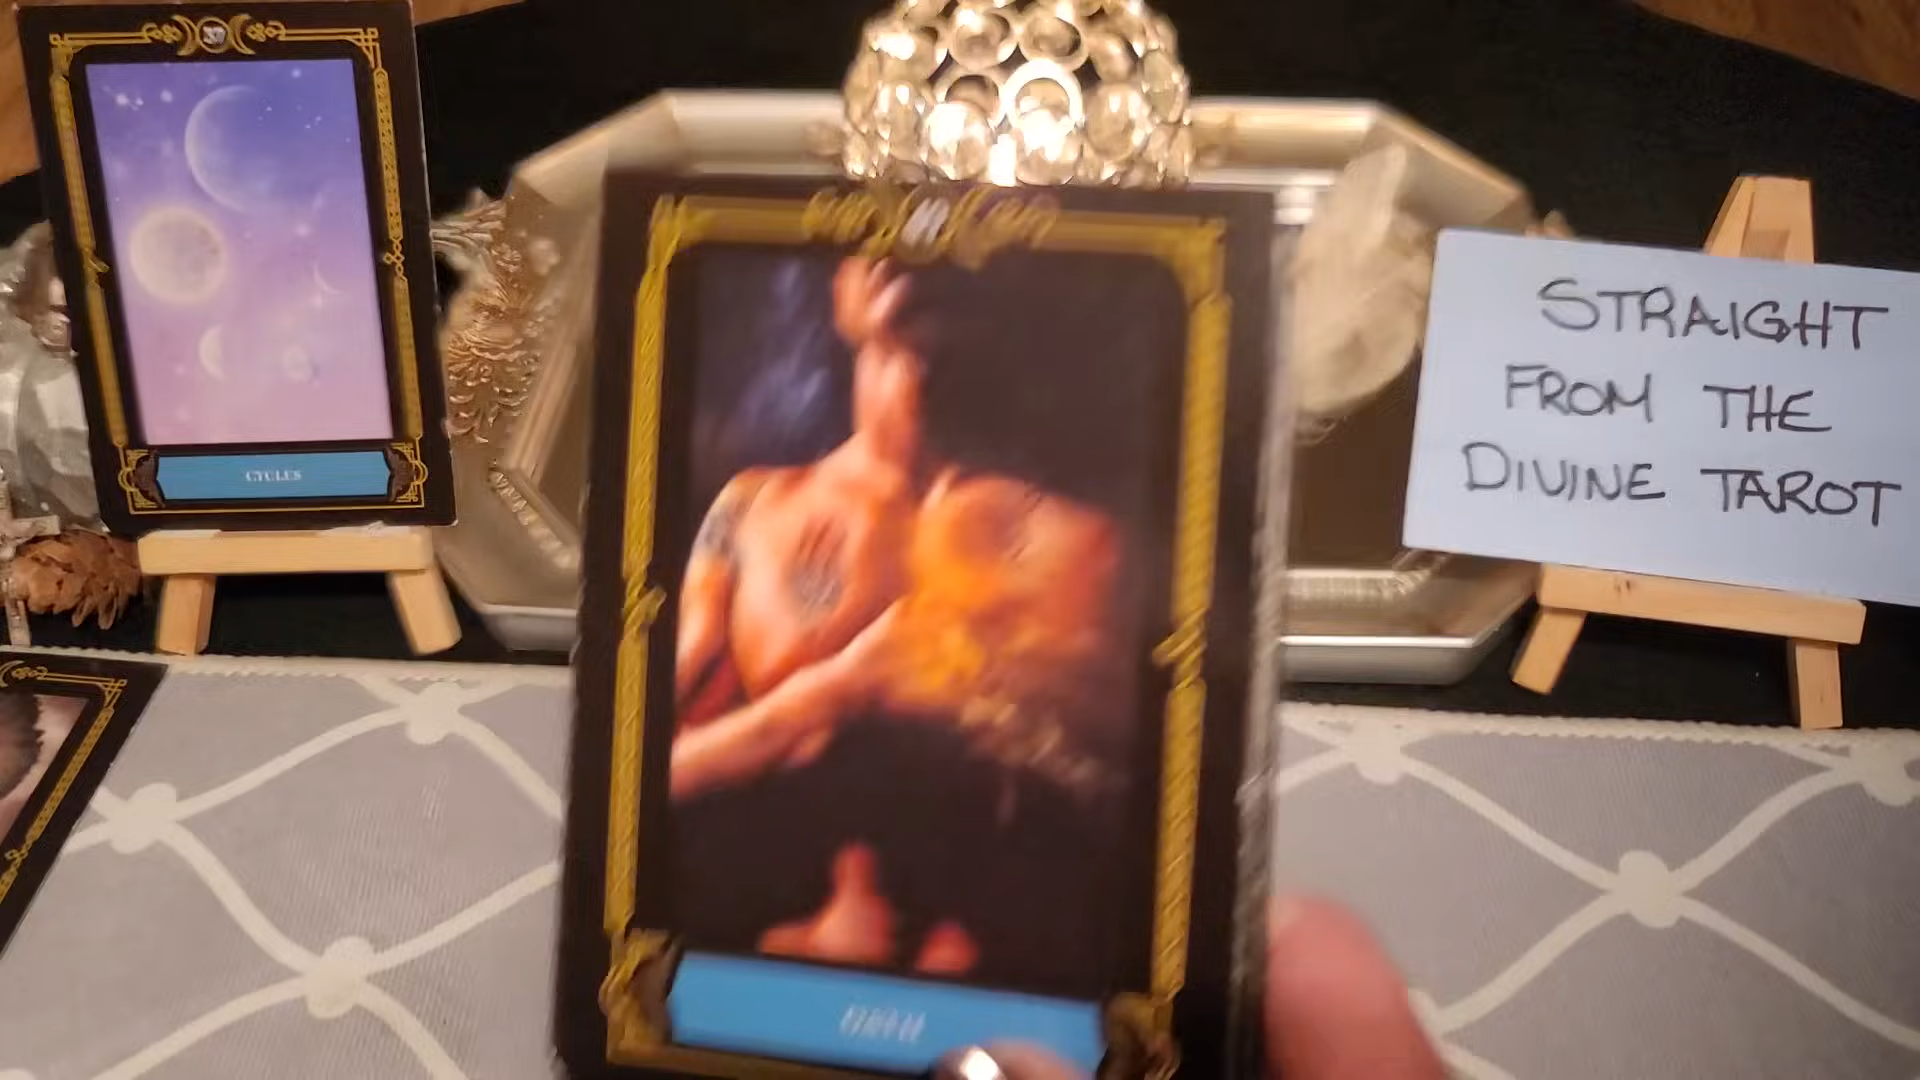 CYCLES
STRAIGHT
FROM THE
DIVINE TAROT